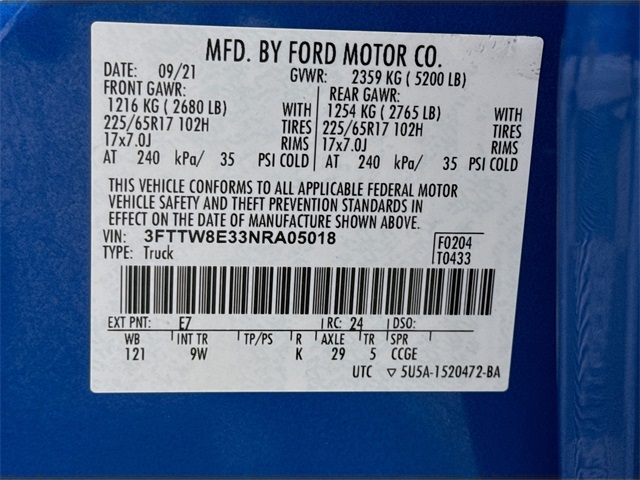 MFD. BY FORD MOTOR CO.
DATE: 09/21 GVWR: 2359 KG ( 5200 LB)
FRONT GAWR: REAR GAWR:
1216 KG ( 2680 LB) WITH 1254 KG ( 2765 LB) WITH
225/65R17 102H TIRES 225/65R17 102H TIRES
17x7.0J RIMS 17x7.0J RIMS
AT 240 kPa/ 35 PSI COLD AT 240 kPa/ 35 PSI COLD
THIS VEHICLE CONFORMS TO ALL APPLICABLE FEDERAL MOTOR
VEHICLE SAFETY AND THEFT PREVENTION STANDARDS IN
EFFECT ON THE DATE OF MANUFACTURE SHOWN ABOVE.
VIN: 3FTTW8E33NRA05018 F0204
TYPE: Truck T0433
EXT PNT: E7 RC: 24 DSO:
WB INT TR TP/PS R AXLE TR SPR
121 9W K 29 5 CCGE
UTC ▽ 5U5A-1520472-BA